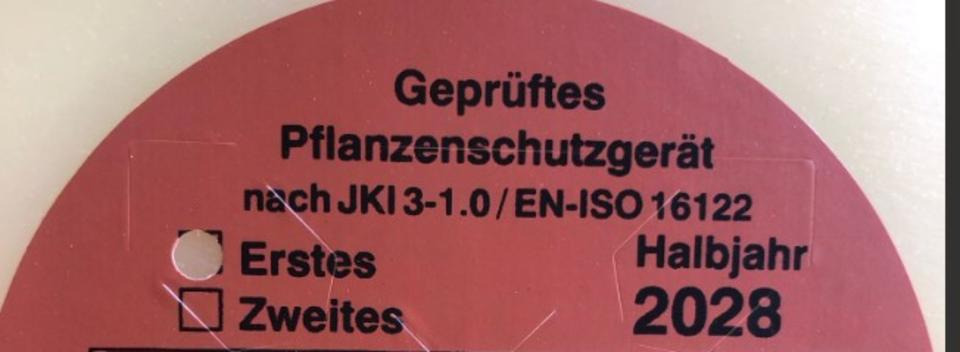 Geprüftes
Pflanzenschutzgerät
nach JKI 3-1.0 / EN-ISO 16122
Erstes Halbjahr
Zweites 2028